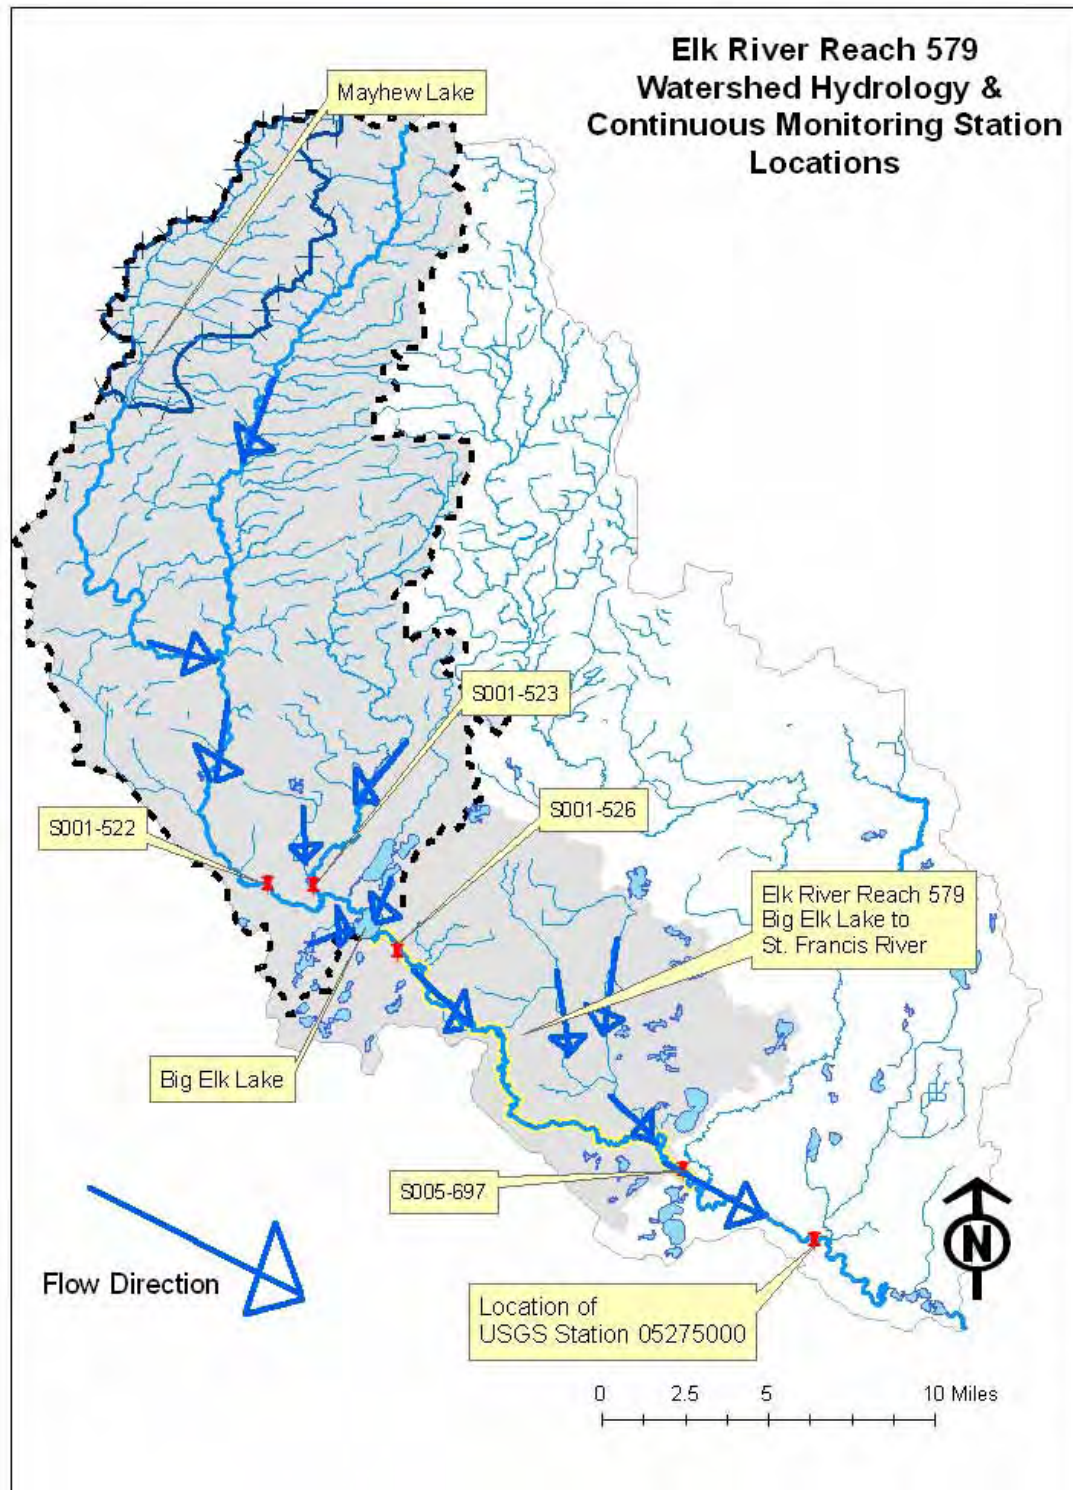 Elk River Reach 579
Watershed Hydrology &
Continuous Monitoring Station
Locations
Mayhew Lake
S001-523
S001-526
S001-522
Elk River Reach 579
Big Elk Lake to
St. Francis River
Big Elk Lake
S005-697
Flow Direction
N
Location of
USGS Station 05275000
0 2.5 5 10 Miles